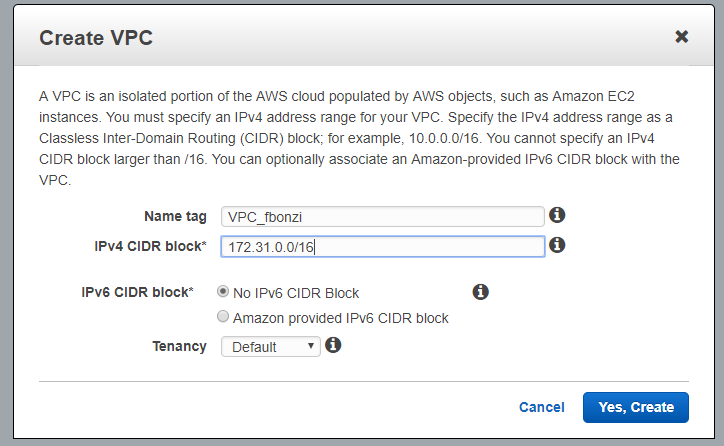 Create VPC
A VPC is an isolated portion of the AWS cloud populated by AWS objects, such as Amazon EC2
instances. You must specify an IPv4 address range for your VPC. Specify the IPv4 address range as a
Classless Inter-Domain Routing (CIDR) block; for example, 10.0.0.0/16. You cannot specify an IPv4
CIDR block larger than /16. You can optionally associate an Amazon-provided IPv6 CIDR block with the
VPC.
Name tag VPC_fbonzi
IPv4 CIDR block* 172.31.0.0/16
IPv6 CIDR block* No IPv6 CIDR Block
Amazon provided IPv6 CIDR block
Tenancy Default
Cancel Yes, Create